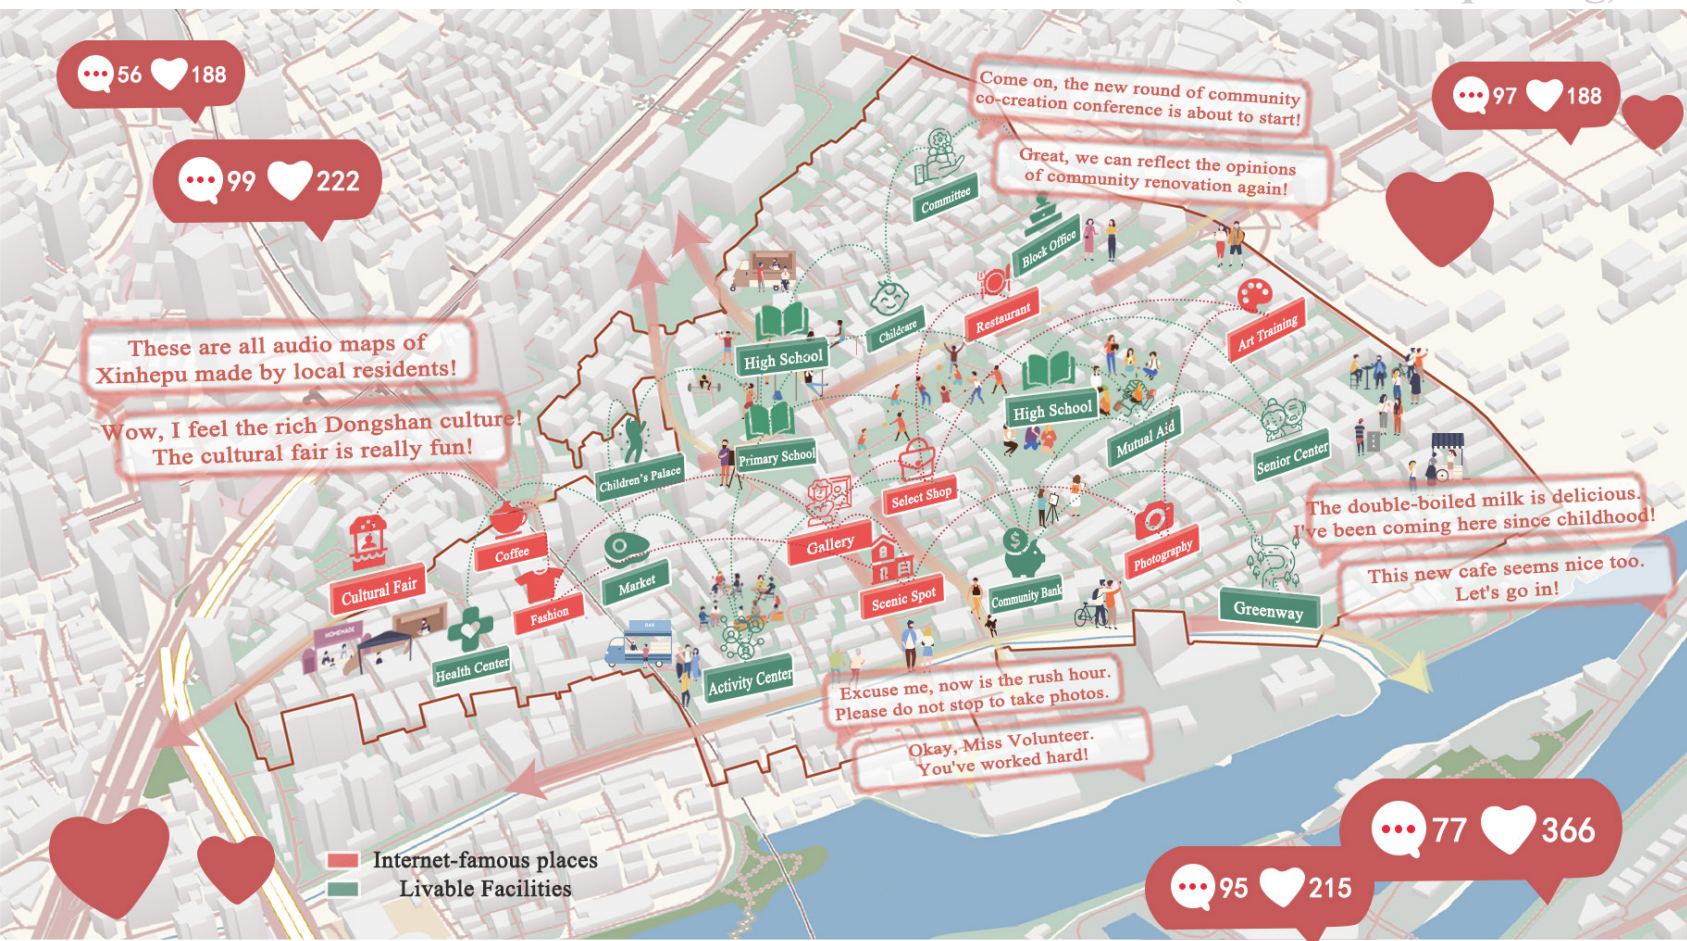 56 188
99 222
97 188
Come on, the new round of community
co-creation conference is about to start!
Great, we can reflect the opinions
of community renovation again!
Committee
Block Office
Restaurant
Childcare
Art Training
High School
High School
These are all audio maps of
Xinhepu made by local residents!
Wow, I feel the rich Dongshan culture!
The cultural fair is really fun!
Mutual Aid
Senior Center
Primary School
Children's Palace
Select Shop
The double-boiled milk is delicious.
I've been coming here since childhood!
This new cafe seems nice too.
Let's go in!
Gallery
Photography
Coffee
Market
Cultural Fair
Fashion
Scenic Spot
Community Bank
Greenway
HOMEMADE
BAR
Health Center
Activity Center
Excuse me, now is the rush hour.
Please do not stop to take photos.
Okay, Miss Volunteer.
You've worked hard!
Internet-famous places
Livable Facilities
77 366
95 215